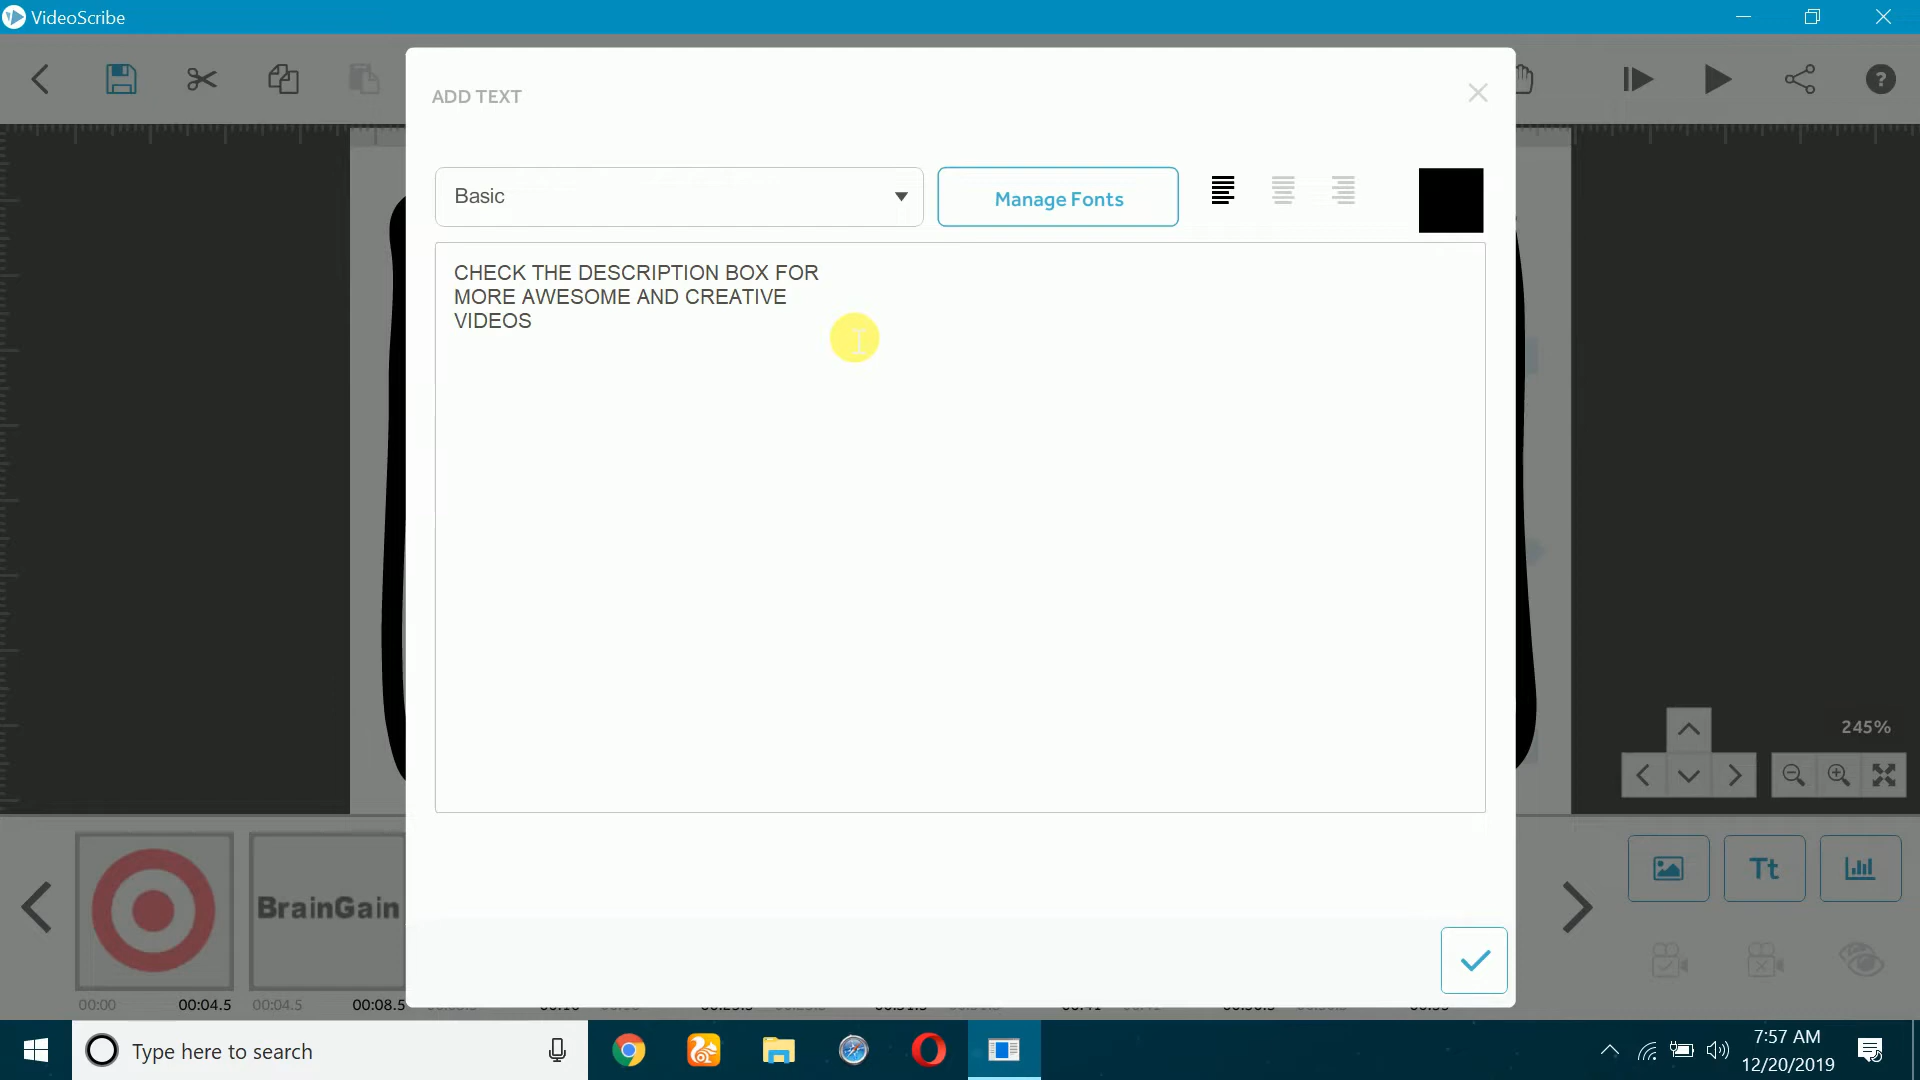 VideoScribe
ADD TEXT
Basic
Manage Fonts
CHECK THE DESCRIPTION BOX FOR
MORE AWESOME AND CREATIVE
VIDEOS
245%
Tt
BrainGain
00:00 00:04.5 00:04.5 00:08.5
Type here to search
7:57 AM
12/20/2019